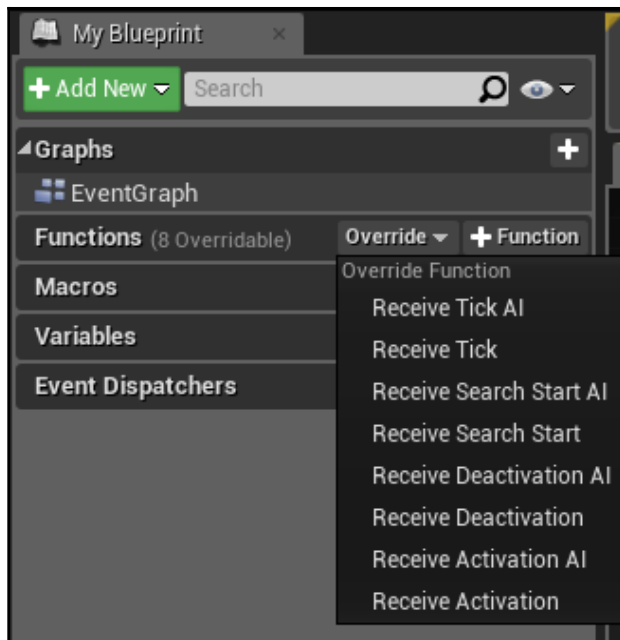 My Blueprint
Add New
Search
Graphs
EventGraph
Functions (8 Overridable) Override Function
Macros
Variables
Event Dispatchers
Override Function
Receive Tick AI
Receive Tick
Receive Search Start AI
Receive Search Start
Receive Deactivation AI
Receive Deactivation
Receive Activation AI
Receive Activation